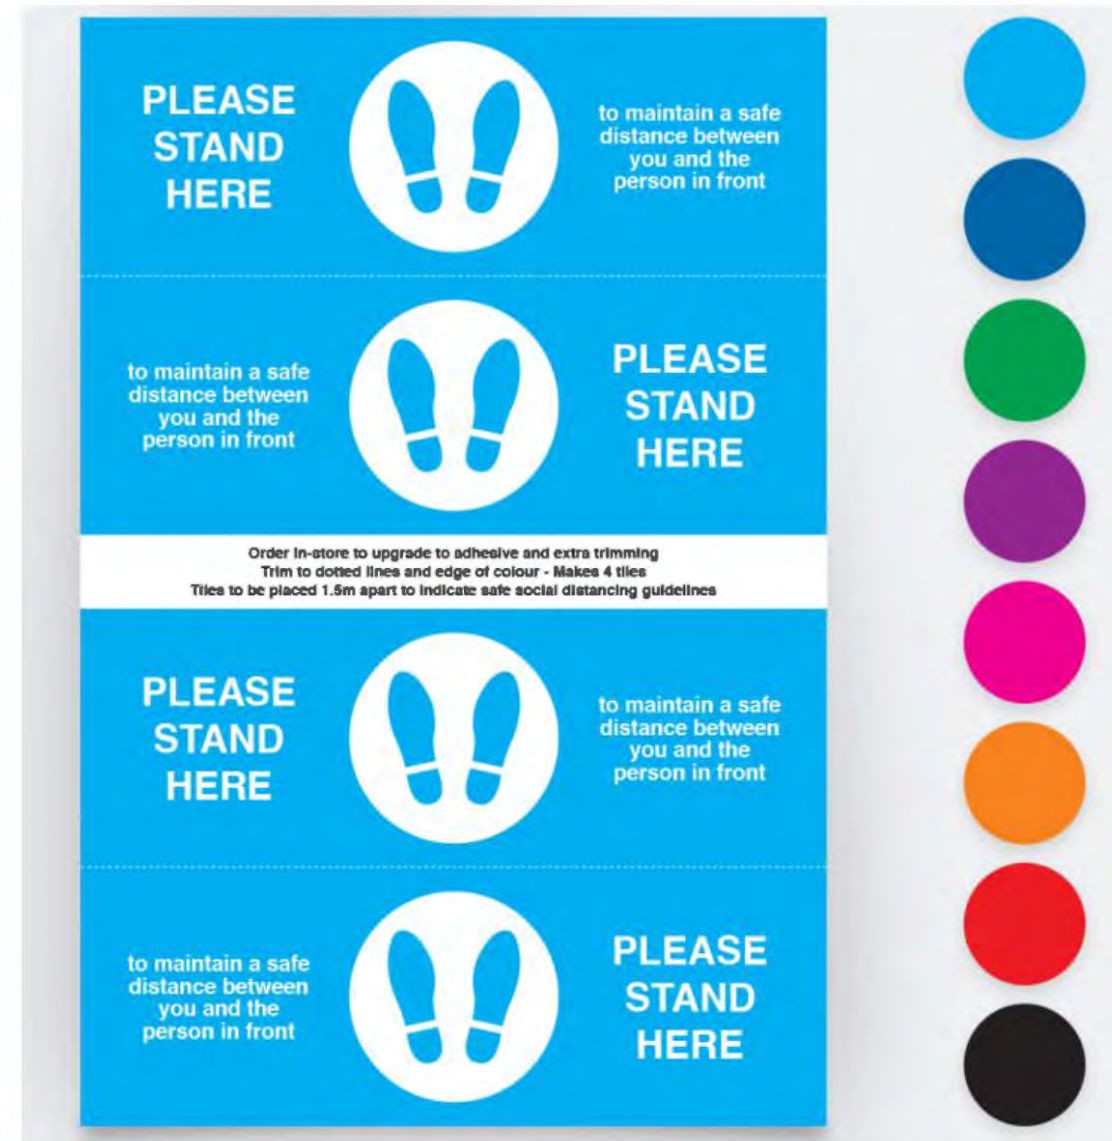 PLEASE
STAND
HERE
to maintain a safe
distance between
you and the
person in front
to maintain a safe
distance between
you and the
person in front
PLEASE
STAND
HERE
Order in-store to upgrade to adhesive and extra trimming
Trim to dotted lines and edge of colour - Makes 4 tiles
Tiles to be placed 1.5m apart to indicate safe social distancing guidelines
PLEASE
STAND
HERE
to maintain a safe
distance between
you and the
person in front
to maintain a safe
distance between
you and the
person in front
PLEASE
STAND
HERE